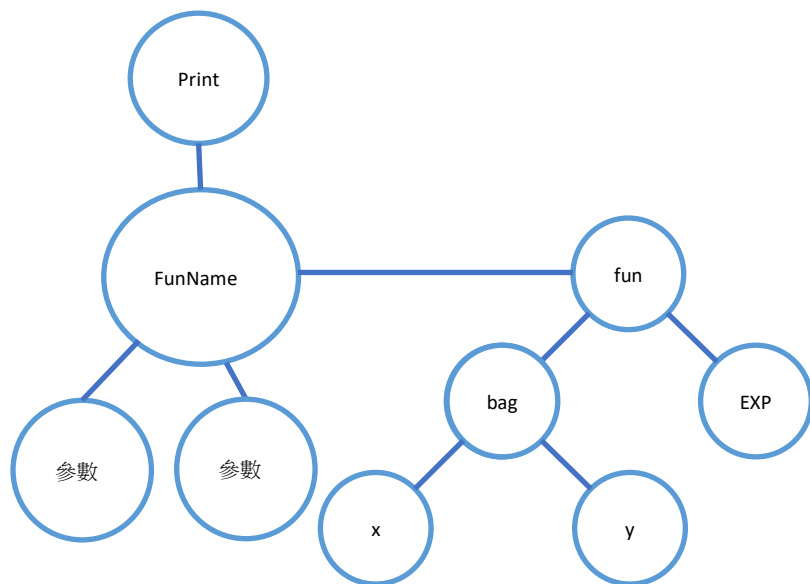 Print
FunName
fun
bag
EXP
參數
參數
x
y